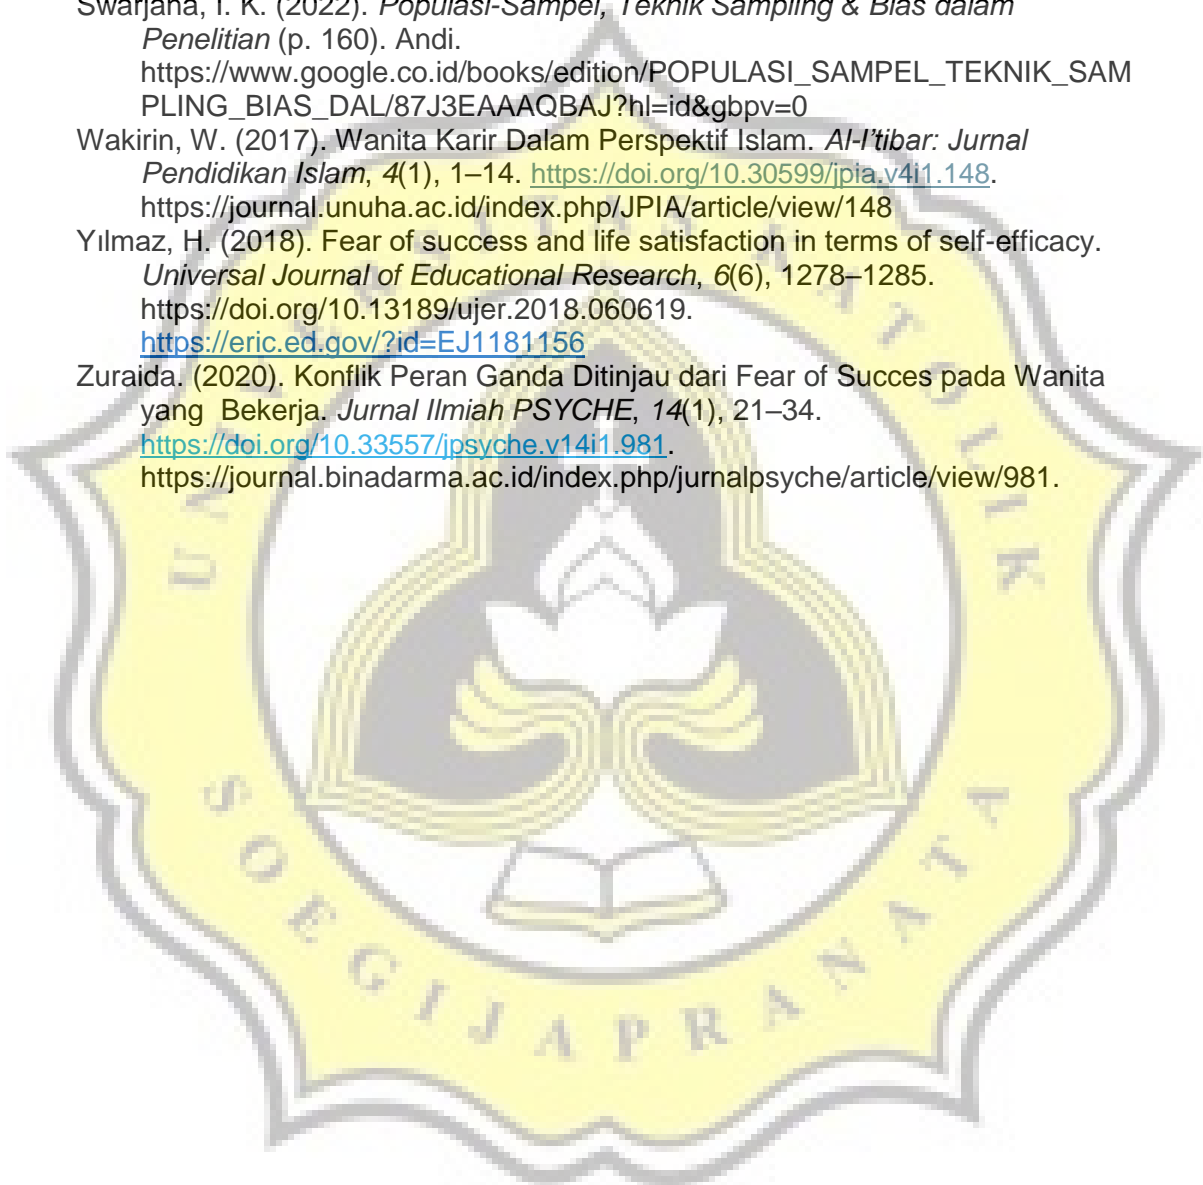 Swarjana, I. K. (2022). Populasi-Sampel, Teknik Sampling & Bias dalam
Penelitian (p. 160). Andi.
https://www.google.co.id/books/edition/POPULASI_SAMPEL_TEKNIK_SAM
PLING_BIAS_DAL/87J3EAAAQBAJ?hl=id&gbpv=0
Wakirin, W. (2017). Wanita Karir Dalam Perspektif Islam. Al-I'tibar: Jurnal
Pendidikan Islam, 4(1), 1–14. https://doi.org/10.30599/jpia.v4i1.148.
https://journal.unuha.ac.id/index.php/JPIA/article/view/148
Yılmaz, H. (2018). Fear of success and life satisfaction in terms of self-efficacy.
Universal Journal of Educational Research, 6(6), 1278–1285.
https://doi.org/10.13189/ujer.2018.060619.
https://eric.ed.gov/?id=EJ1181156
Zuraida. (2020). Konflik Peran Ganda Ditinjau dari Fear of Succes pada Wanita
yang  Bekerja. Jurnal Ilmiah PSYCHE, 14(1), 21–34.
https://doi.org/10.33557/jpsyche.v14i1.981.
https://journal.binadarma.ac.id/index.php/jurnalpsyche/article/view/981.
UNIVERSITAS KATOLIK
SOEGIJAPRANATA